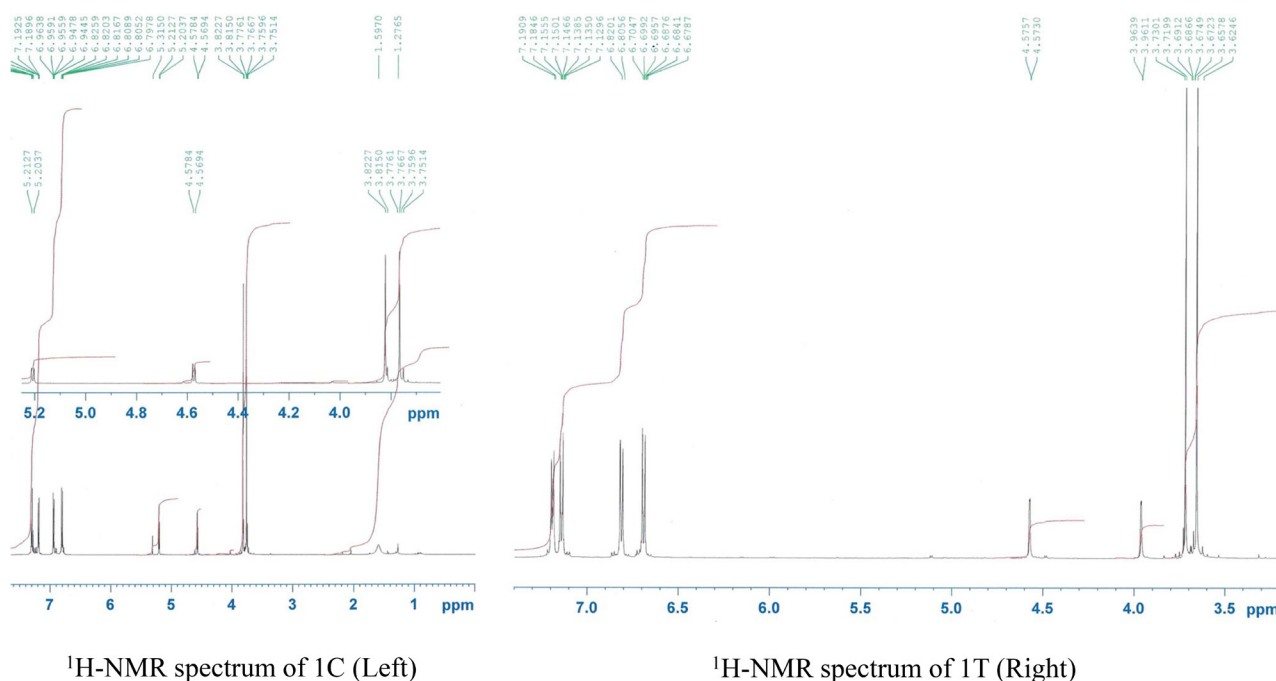 7.1925 7.1896 6.9638 6.9591 6.9559 6.9478 6.9445 6.8259 6.8203 6.8167 6.8089 6.8052 6.7978 5.3150 5.2127 5.2037 4.5784 4.5694 3.8227 3.8150 3.7761 3.7667 3.7596 3.7514 1.5970 1.2765
7.1909 7.1846 7.1555 7.1501 7.1466 7.1385 7.1350 7.1296 6.8201 6.8056 6.7047 6.6992 6.6957 6.6876 6.6841 6.6787 4.5757 4.5730 3.9639 3.9611 3.7301 3.7199 3.6912 3.6866 3.6749 3.6723 3.6578 3.6246
5.2127 5.2037 4.5784 4.5694 3.8227 3.8150 3.7761 3.7667 3.7596 3.7514
5.2 5.0 4.8 4.6 4.4 4.2 4.0 ppm
7 6 5 4 3 2 1 ppm
7.0 6.5 6.0 5.5 5.0 4.5 4.0 3.5 ppm
¹H-NMR spectrum of 1C (Left)
¹H-NMR spectrum of 1T (Right)